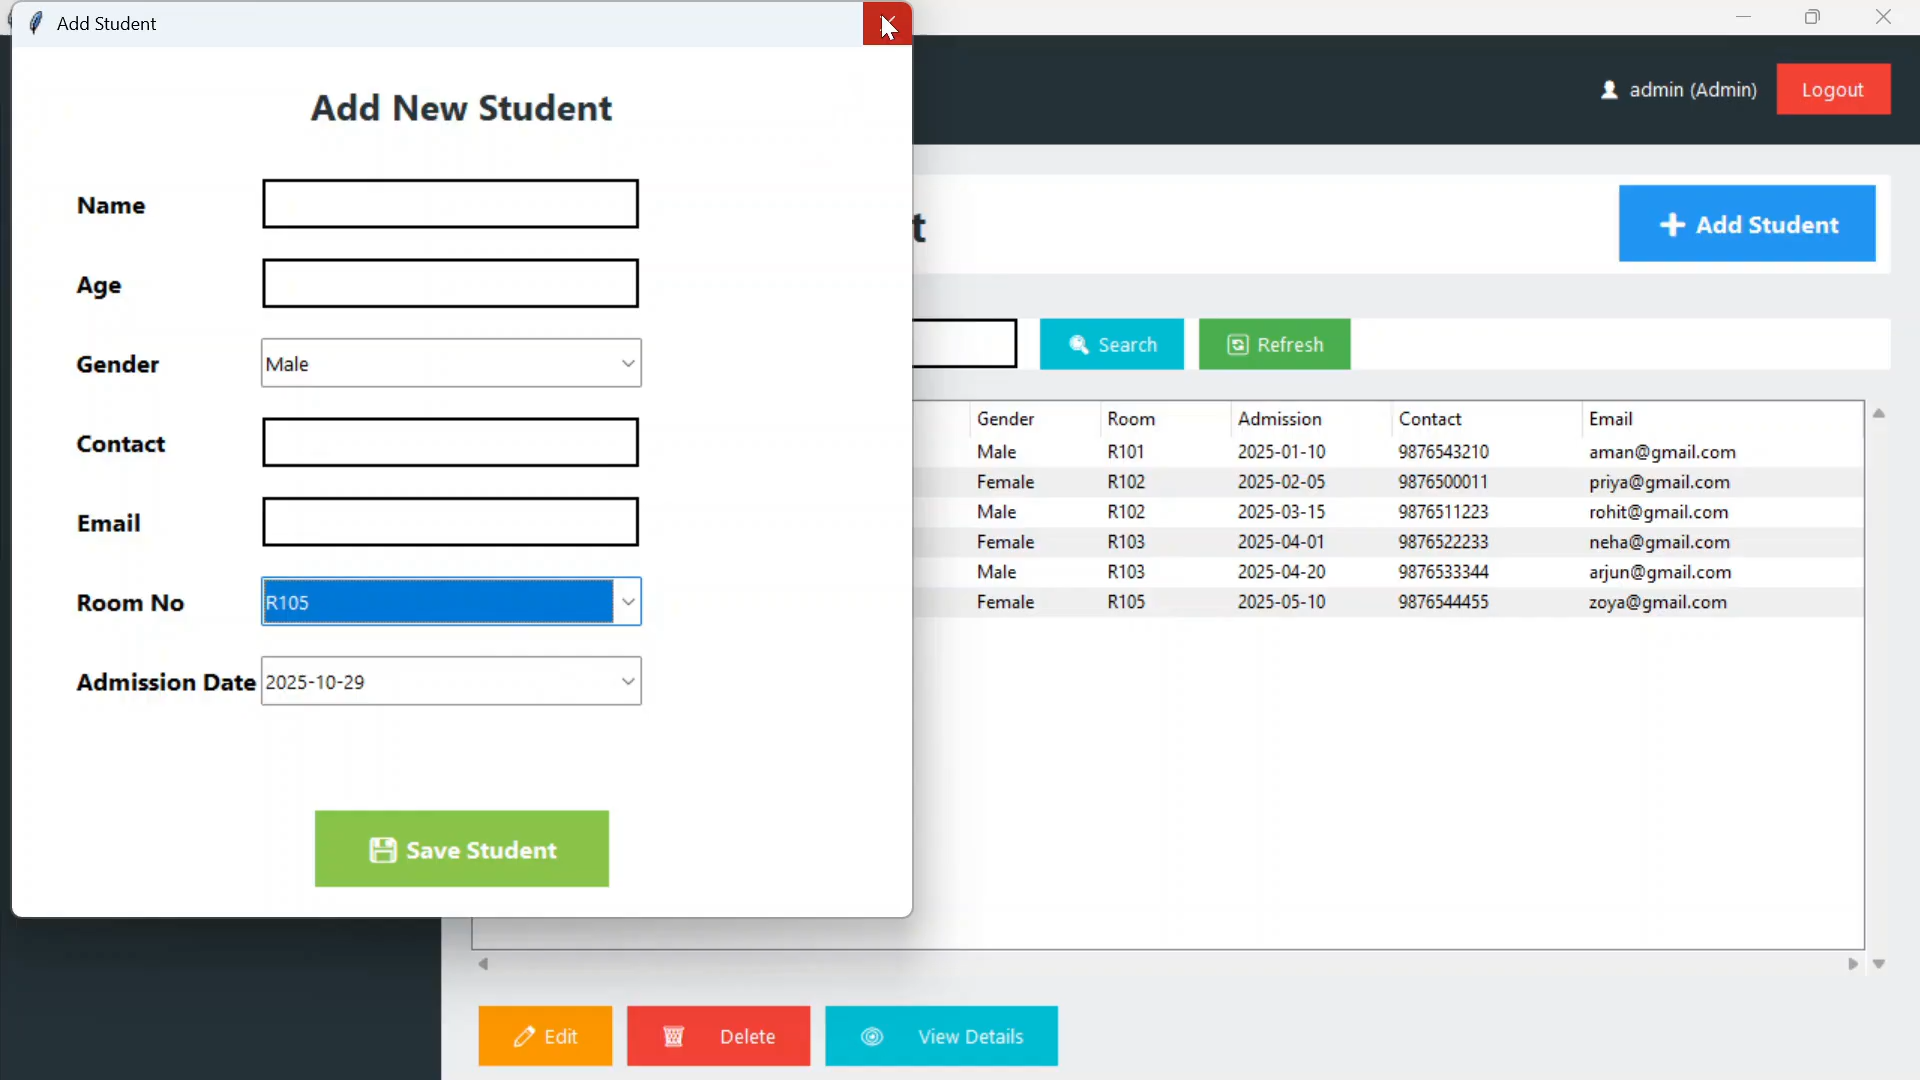 Add Student
admin (Admin)
Logout
Add New Student
Name
Age
Gender
Male
Contact
Email
Room No
R105
Admission Date
2025-10-29
Save Student
t
Add Student
Search
Refresh
Gender Room Admission Contact Email
Male R101 2025-01-10 9876543210 aman@gmail.com
Female R102 2025-02-05 9876500011 priya@gmail.com
Male R102 2025-03-15 9876511223 rohit@gmail.com
Female R103 2025-04-01 9876522233 neha@gmail.com
Male R103 2025-04-20 9876533344 arjun@gmail.com
Female R105 2025-05-10 9876544455 zoya@gmail.com
Edit
Delete
View Details